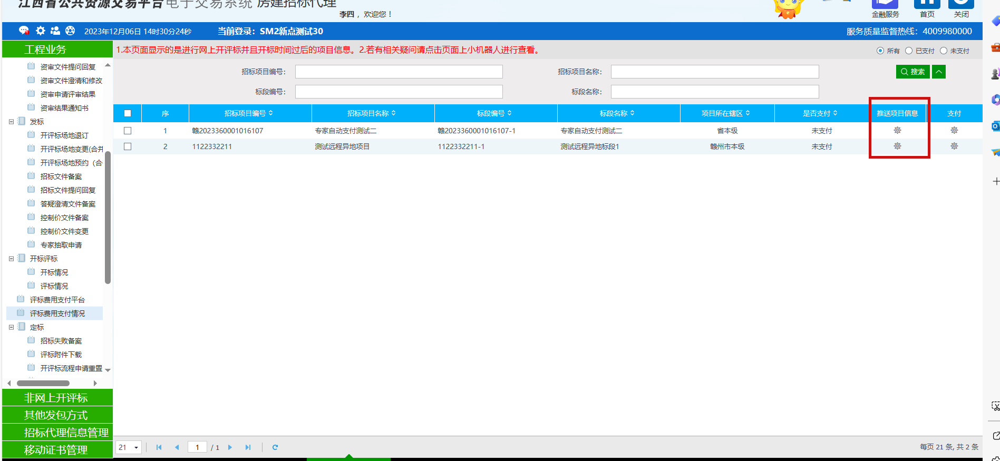 江西省公共资源交易平台 电子交易系统 房建招标代理
李四， 欢迎您！
金融服务 首页 关闭
2023年12月06日 14时30分24秒 当前登录：SM2新点测试30 服务质量监督热线：4009980000
工程业务
资审文件提问回复
资审文件澄清和修改
资审申请评审结果
资审结果通知书
发标
开评标场地退订
开评标场地变更(合并
开评标场地预约（合
招标文件备案
招标文件提问回复
答疑澄清文件备案
控制价文件备案
控制价文件变更
专家抽取申请
开标评标
开标情况
评标情况
评标费用支付平台
评标费用支付情况
定标
招标失败备案
评标附件下载
开评标流程申请重置
非网上开评标
其他发包方式
招标代理信息管理
移动证书管理
1.本页面显示的是进行网上开评标并且开标时间过后的项目信息。2.若有相关疑问请点击页面上小机器人进行查看。
所有 已支付 未支付
招标项目编号： 招标项目名称： 搜索
标段编号： 标段名称：
序 招标项目编号 招标项目名称 标段编号 标段名称 项目所在辖区 是否支付 推送项目信息 支付
1 赣2023360001016107 专家自动支付测试二 赣2023360001016107-1 专家自动支付测试二 省本级 未支付
2 1122332211 测试远程异地项目 1122332211-1 测试远程异地标段1 赣州市本级 未支付
21 1 / 1 每页 21 条, 共 2 条